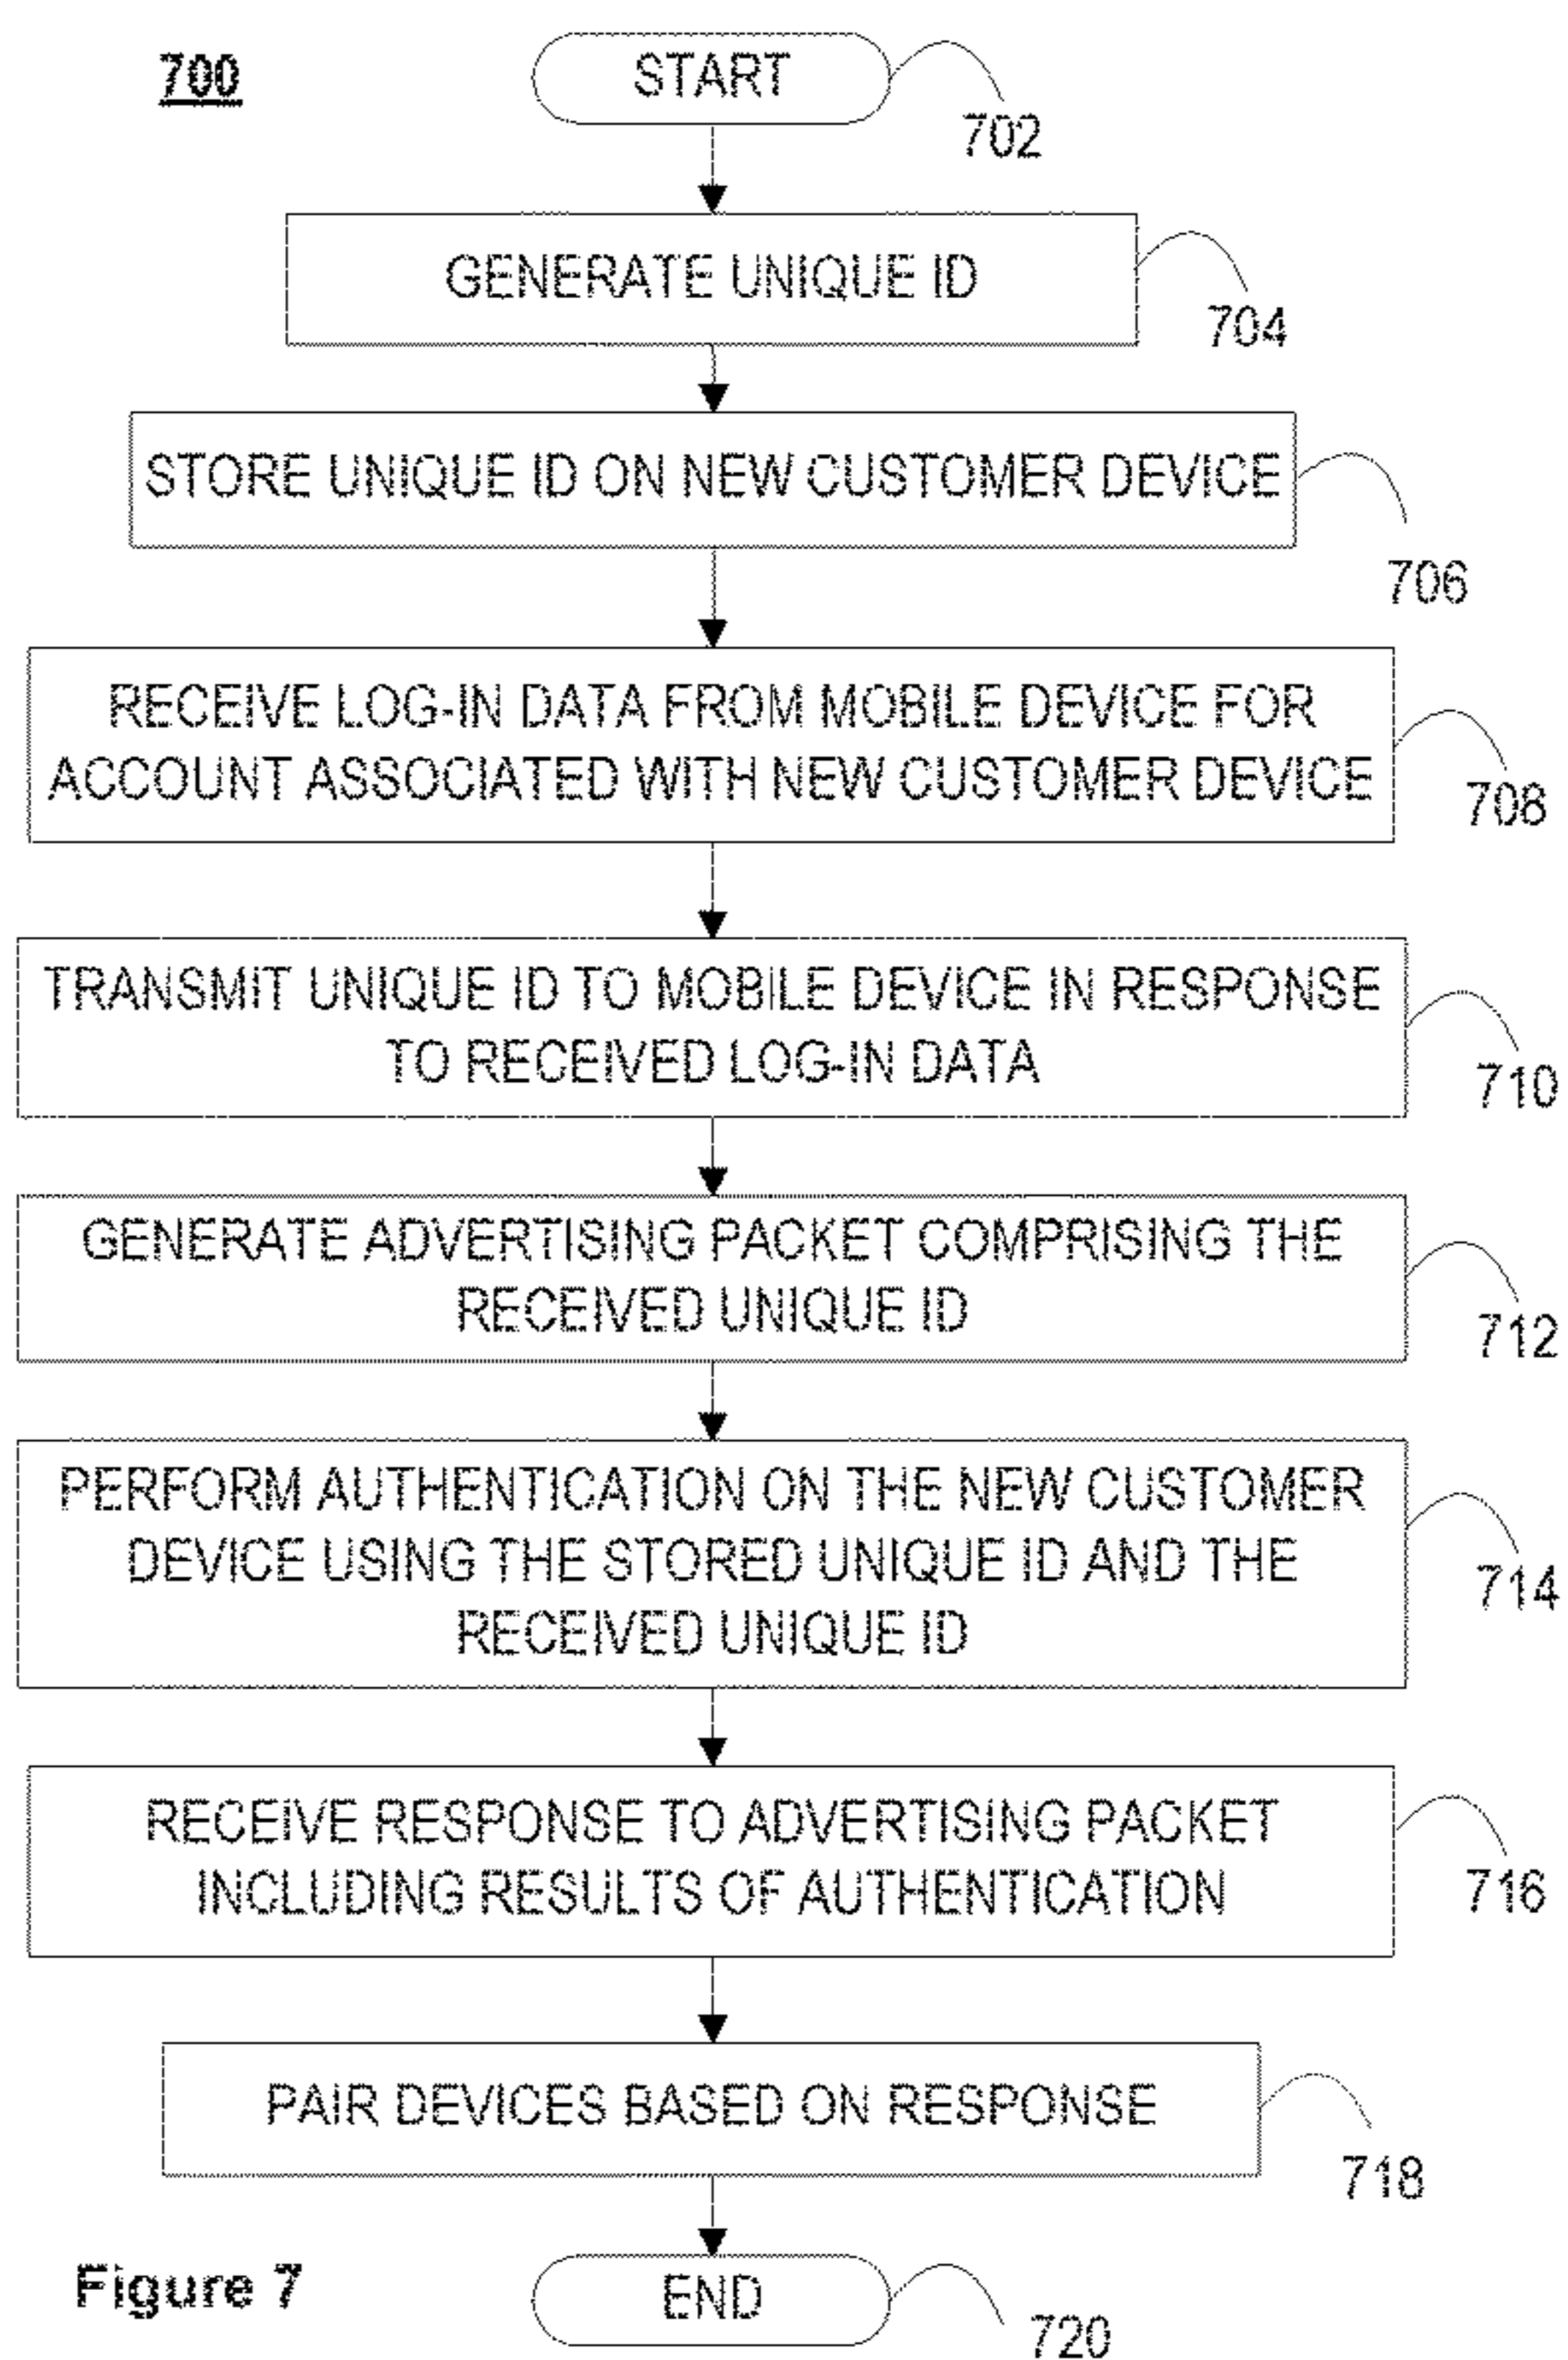 700
START
702
GENERATE UNIQUE ID
704
STORE UNIQUE ID ON NEW CUSTOMER DEVICE
706
RECEIVE LOG-IN DATA FROM MOBILE DEVICE FOR
ACCOUNT ASSOCIATED WITH NEW CUSTOMER DEVICE
708
TRANSMIT UNIQUE ID TO MOBILE DEVICE IN RESPONSE
TO RECEIVED LOG-IN DATA
710
GENERATE ADVERTISING PACKET COMPRISING THE
RECEIVED UNIQUE ID
712
PERFORM AUTHENTICATION ON THE NEW CUSTOMER
DEVICE USING THE STORED UNIQUE ID AND THE
RECEIVED UNIQUE ID
714
RECEIVE RESPONSE TO ADVERTISING PACKET
INCLUDING RESULTS OF AUTHENTICATION
716
PAIR DEVICES BASED ON RESPONSE
718
Figure 7
END
720